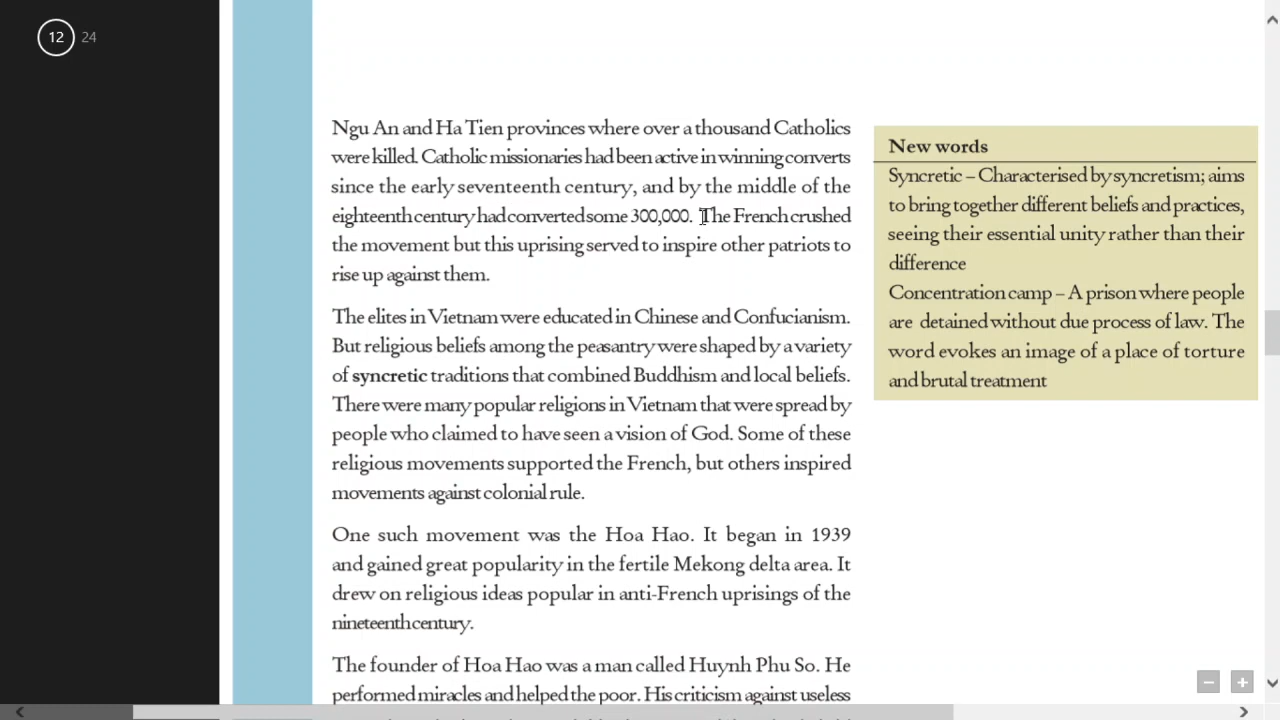 12 24
Ngu An and Ha Tien provinces where over a thousand Catholics
were killed. Catholic missionaries had been active in winning converts
since the early seventeenth century, and by the middle of the
eighteenth century had converted some 300,000. The French crushed
the movement but this uprising served to inspire other patriots to
rise up against them.
The elites in Vietnam were educated in Chinese and Confucianism.
But religious beliefs among the peasantry were shaped by a variety
of syncretic traditions that combined Buddhism and local beliefs.
There were many popular religions in Vietnam that were spread by
people who claimed to have seen a vision of God. Some of these
religious movements supported the French, but others inspired
movements against colonial rule.
One such movement was the Hoa Hao. It began in 1939
and gained great popularity in the fertile Mekong delta area. It
drew on religious ideas popular in anti-French uprisings of the
nineteenth century.
The founder of Hoa Hao was a man called Huynh Phu So. He
performed miracles and helped the poor. His criticism against useless
New words
Syncretic – Characterised by syncretism; aims
to bring together different beliefs and practices,
seeing their essential unity rather than their
difference
Concentration camp – A prison where people
are detained without due process of law. The
word evokes an image of a place of torture
and brutal treatment